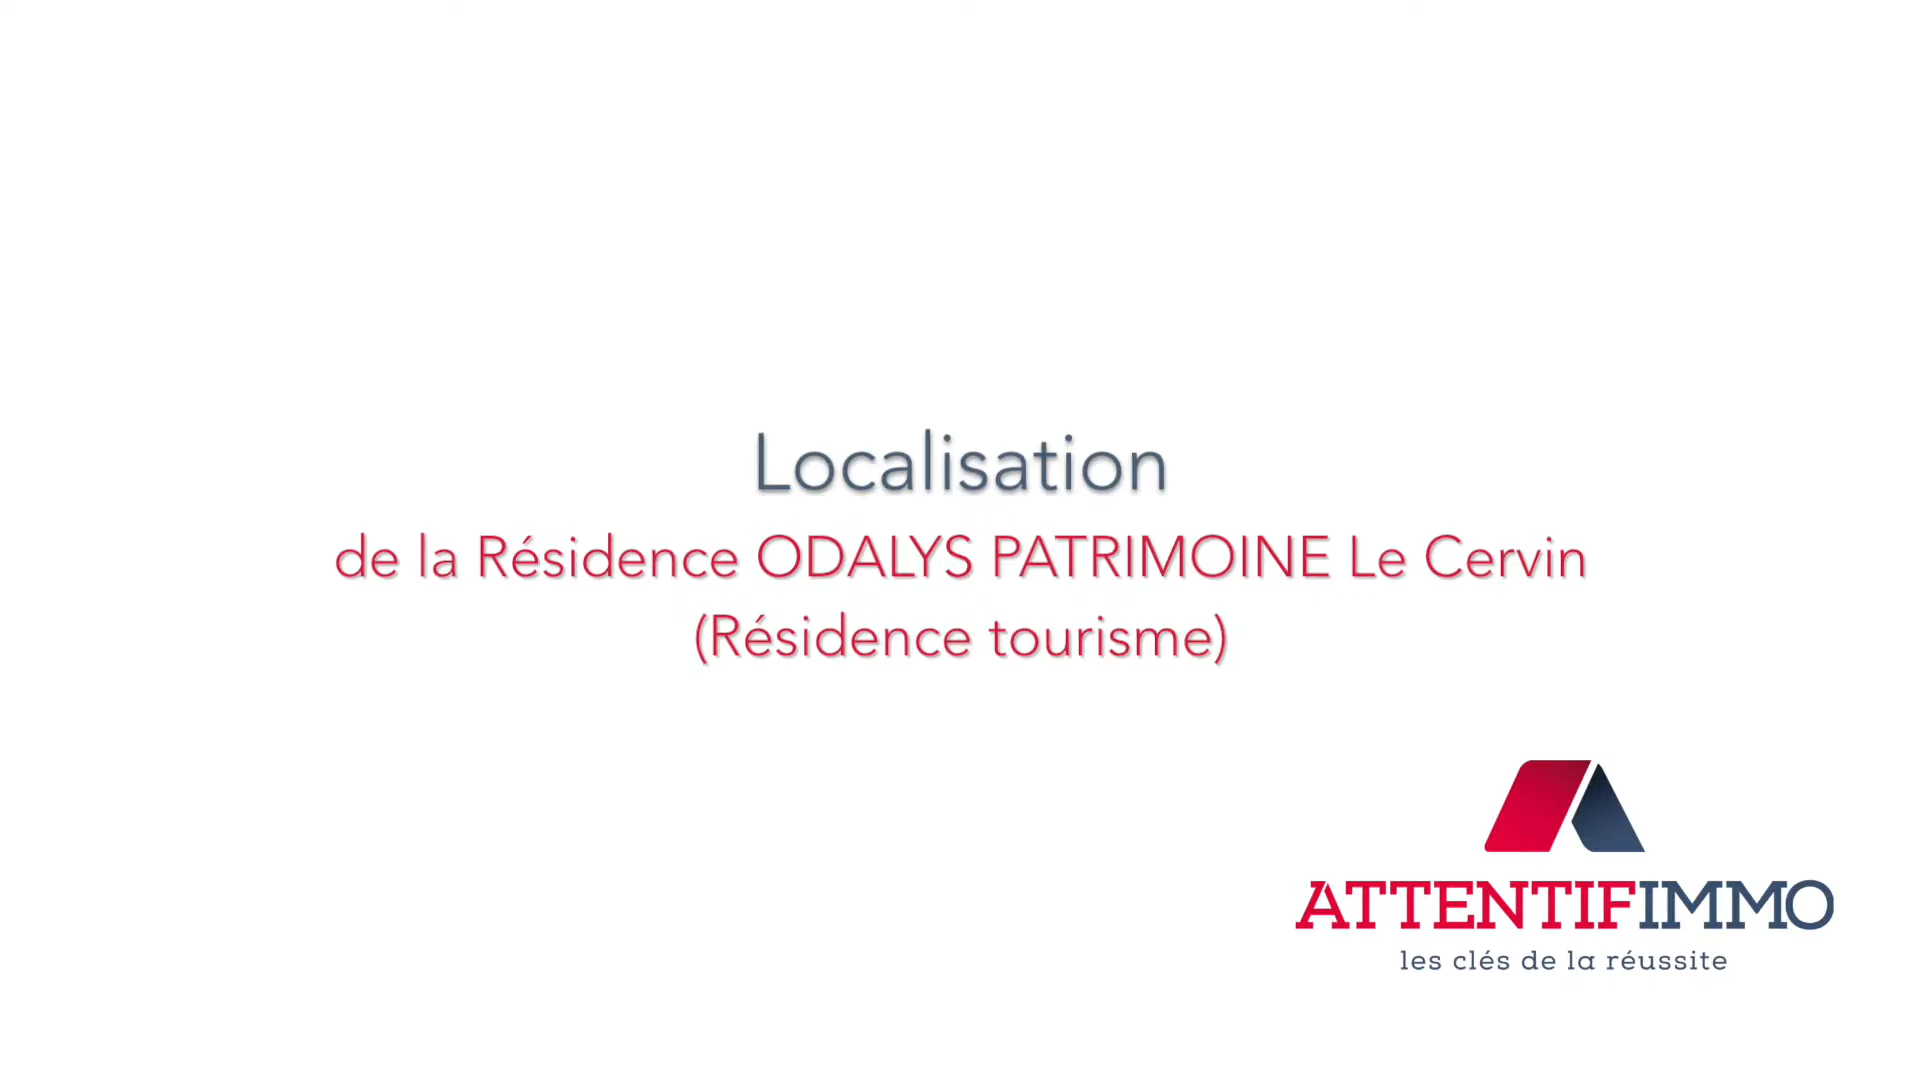 Localisation
de la Résidence ODALYS PATRIMOINE Le Cervin
(Résidence tourisme)
ATTENTIFIMMO
les clés de la réussite